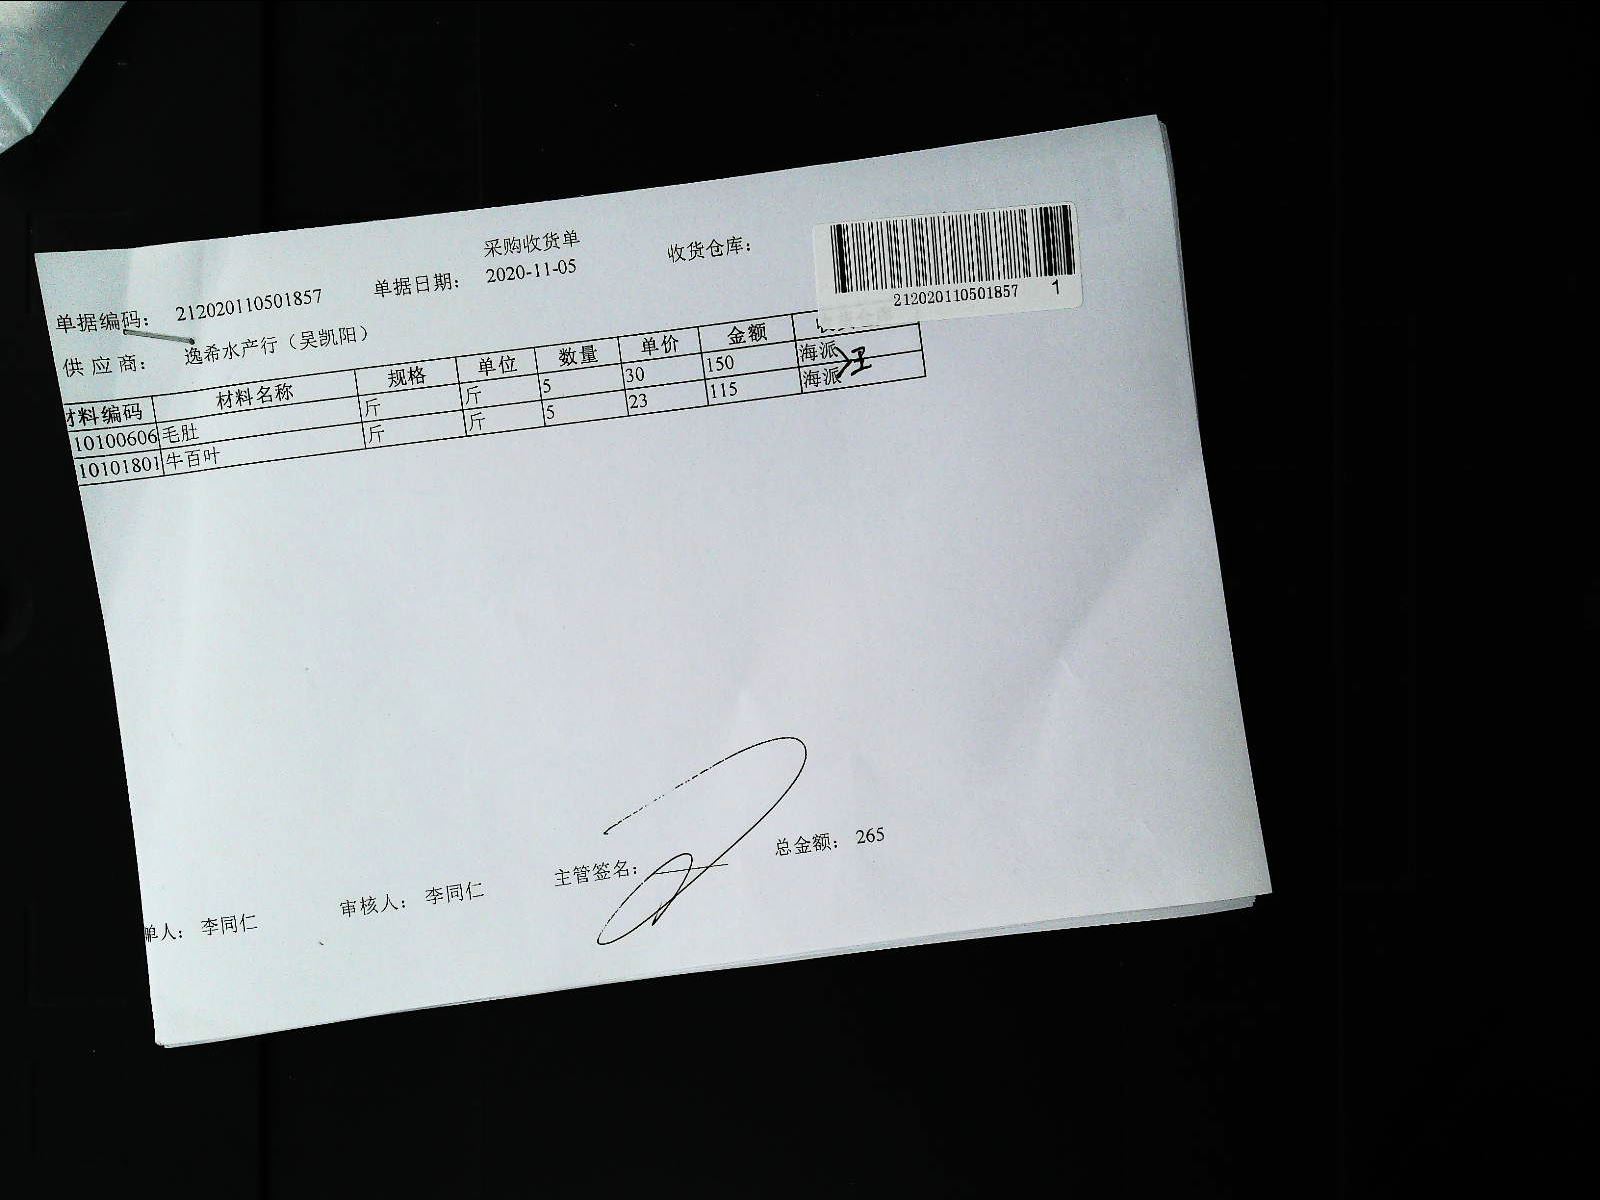 采购收货单
单据编码： 212020110501857 单据日期： 2020-11-05 收货仓库：
212020110501857 1
供 应 商： 逸希水产行（吴凯阳）
材料编码 材料名称 规格 单位 数量 单价 金额
10100606 毛肚 斤 斤 5 30 150 海派
10101801 牛百叶 斤 斤 5 23 115 海派
单人： 李同仁 审核人： 李同仁 主管签名： 总金额： 265